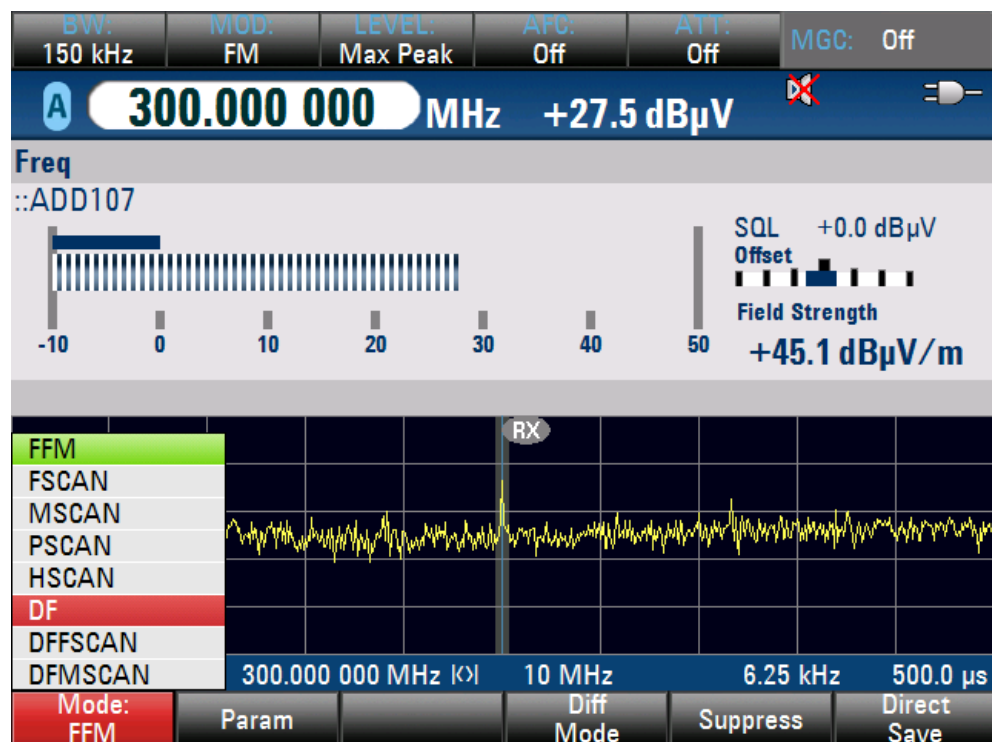 BW: MOD: LEVEL: AFC: ATT: MGC: Off
150 kHz FM Max Peak Off Off
A 300.000 000 MHz +27.5 dBµV
Freq
::ADD107
SQL +0.0 dBµV
Offset
Field Strength
-10 0 10 20 30 40 50
+45.1 dBµV/m
RX
FFM
FSCAN
MSCAN
PSCAN
HSCAN
DF
DFFSCAN
DFMSCAN
300.000 000 MHz 10 MHz 6.25 kHz 500.0 µs
Mode: Param Diff Suppress Direct
FFM Mode Save